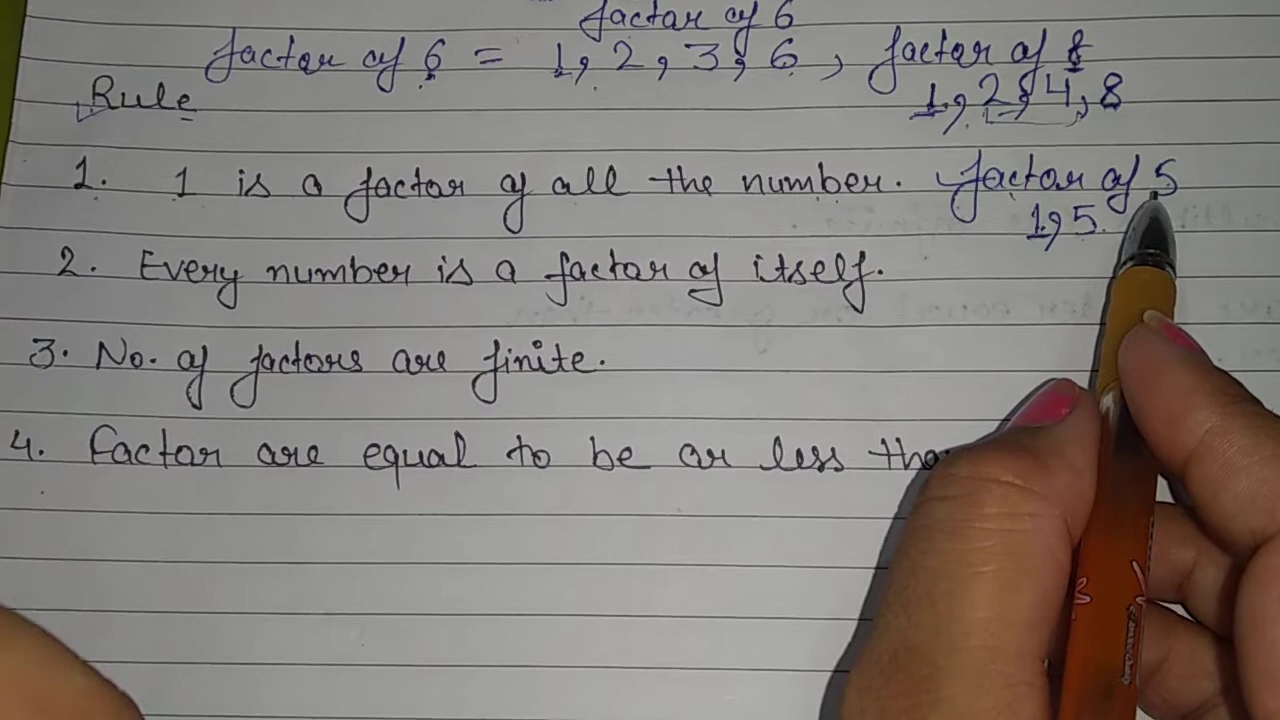 factor of 6
factor of 6 = 1, 2, 3, 6, factor of 8
Rule
1, 2, 4, 8
1. 1 is a factor of all the number. factor of 5
1, 5
2. Every number is a factor of itself.
3. No. of factors are finite.
4. Factor are equal to be or less